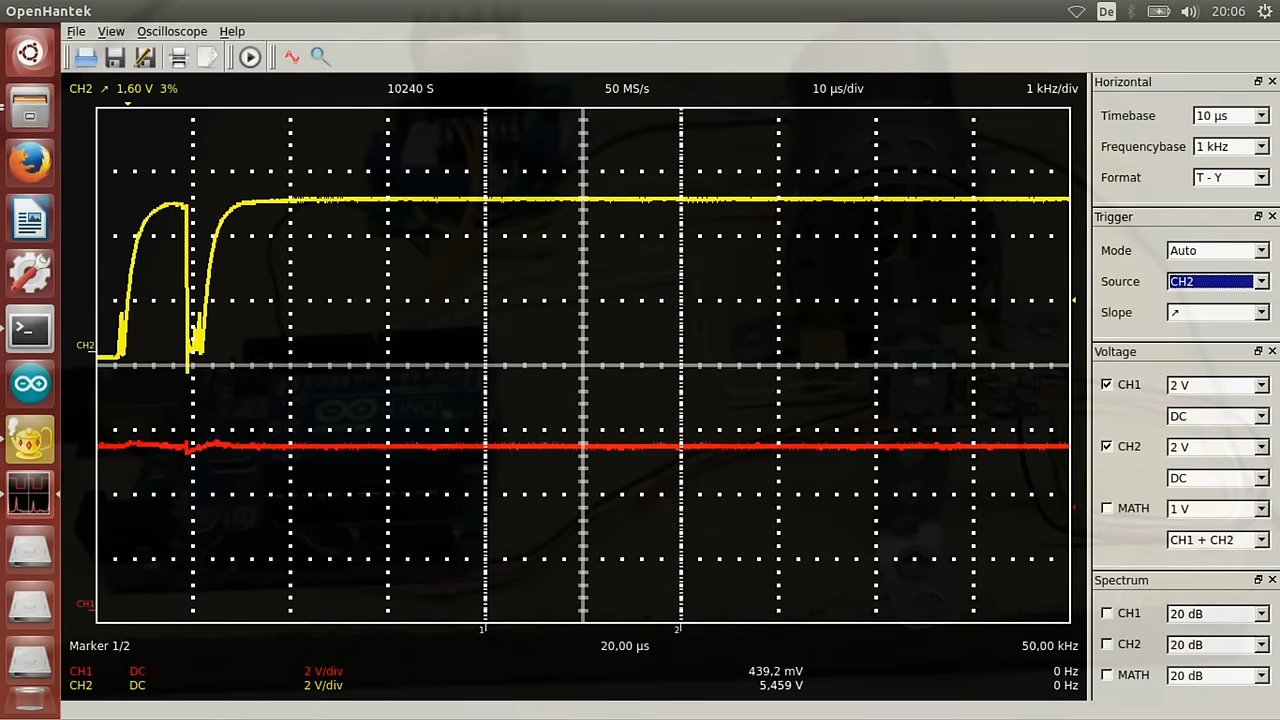 OpenHantek
De
20:06
File View Oscilloscope Help
CH2 ↗ 1,60 V 3%
10240 S
50 MS/s
10 µs/div
1 kHz/div
CH2
CH1
1
2
Marker 1/2
20,00 µs
50,00 kHz
CH1 DC 2 V/div 439,2 mV 0 Hz
CH2 DC 2 V/div 5,459 V 0 Hz
Horizontal
Timebase 10 µs
Frequencybase 1 kHz
Format T - Y
Trigger
Mode Auto
Source CH2
Slope ↗
Voltage
CH1 2 V
DC
CH2 2 V
DC
MATH 1 V
CH1 + CH2
Spectrum
CH1 20 dB
CH2 20 dB
MATH 20 dB